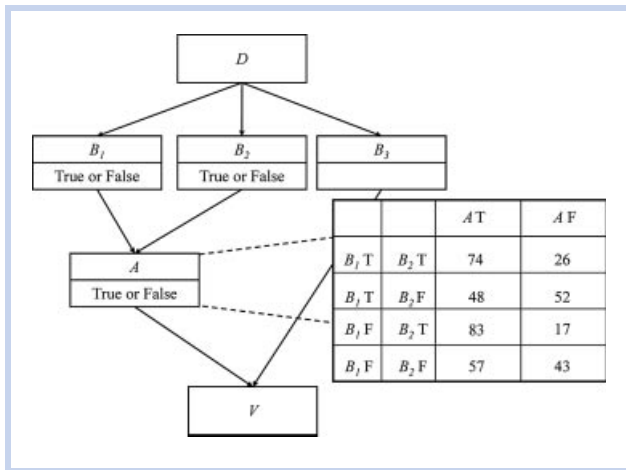 D
B₁ B₂ B₃
True or False True or False
A T A F
B₁ T B₂ T 74 26
A
True or False
B₁ T B₂ F 48 52
B₁ F B₂ T 83 17
B₁ F B₂ F 57 43
V